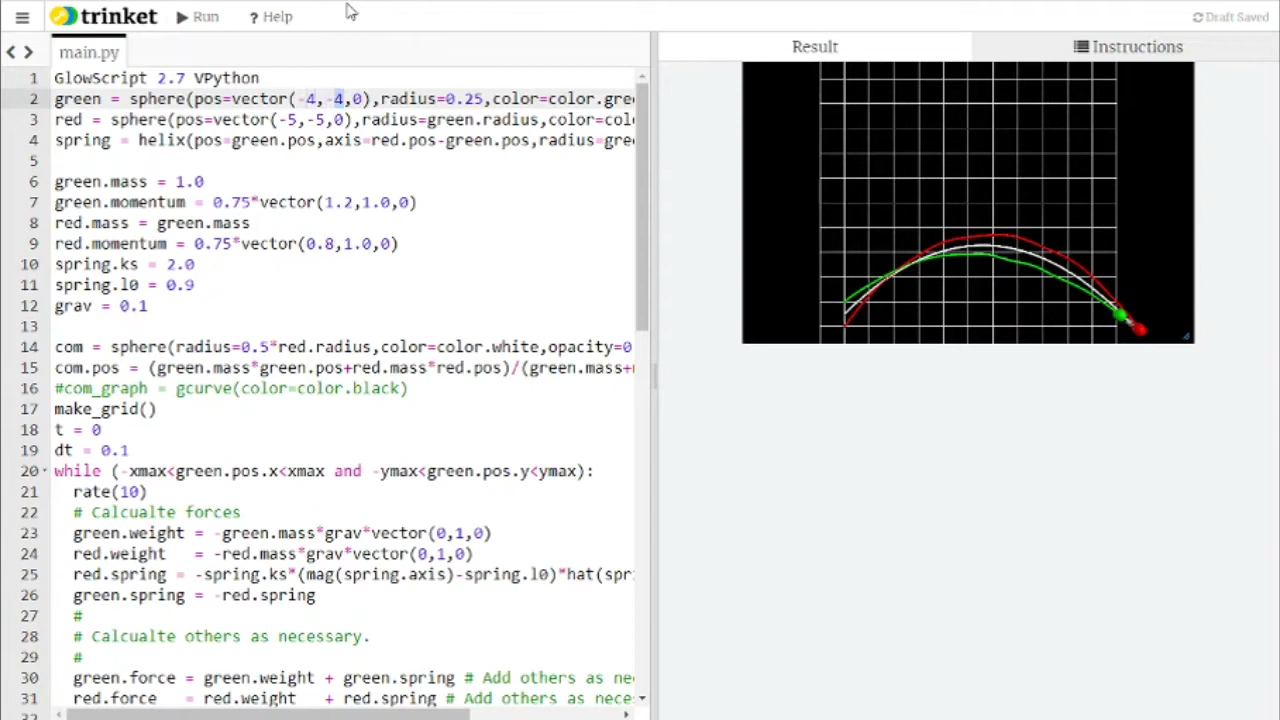 trinket Run ? Help Draft Saved
main.py Result Instructions
1 GlowScript 2.7 VPython
2 green = sphere(pos=vector(-4,-4,0),radius=0.25,color=color.gre
3 red = sphere(pos=vector(-5,-5,0),radius=green.radius,color=col
4 spring = helix(pos=green.pos,axis=red.pos-green.pos,radius=gre
5
6 green.mass = 1.0
7 green.momentum = 0.75*vector(1.2,1.0,0)
8 red.mass = green.mass
9 red.momentum = 0.75*vector(0.8,1.0,0)
10 spring.ks = 2.0
11 spring.l0 = 0.9
12 grav = 0.1
13
14 com = sphere(radius=0.5*red.radius,color=color.white,opacity=0
15 com.pos = (green.mass*green.pos+red.mass*red.pos)/(green.mass+
16 #com_graph = gcurve(color=color.black)
17 make_grid()
18 t = 0
19 dt = 0.1
20 while (-xmax<green.pos.x<xmax and -ymax<green.pos.y<ymax):
21 rate(10)
22 # Calcualte forces
23 green.weight = -green.mass*grav*vector(0,1,0)
24 red.weight = -red.mass*grav*vector(0,1,0)
25 red.spring = -spring.ks*(mag(spring.axis)-spring.l0)*hat(spri
26 green.spring = -red.spring
27 #
28 # Calcualte others as necessary.
29 #
30 green.force = green.weight + green.spring # Add others as ne
31 red.force = red.weight + red.spring # Add others as nece
32